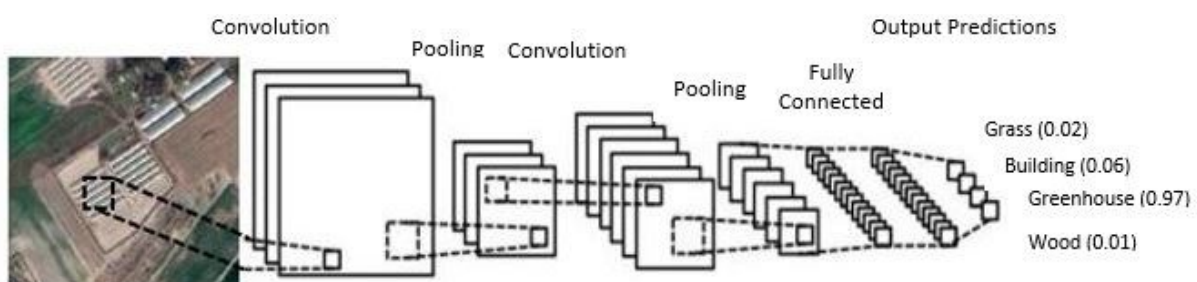 Convolution
Pooling
Convolution
Pooling
Fully
Connected
Output Predictions
Grass (0.02)
Building (0.06)
Greenhouse (0.97)
Wood (0.01)